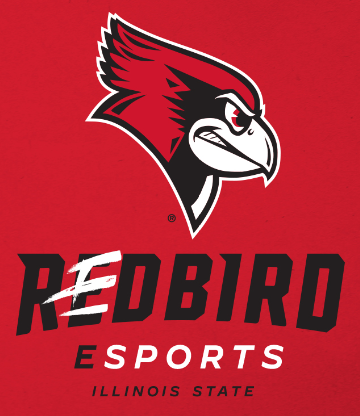 ®
REDBIRD
ESPORTS
ILLINOIS STATE